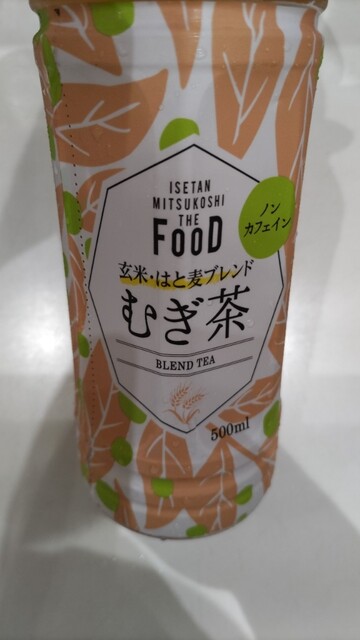 ISETAN
MITSUKOSHI
THE
FOOD
ノン
カフェイン
玄米・はと麦ブレンド
むぎ茶
BLEND TEA
500ml